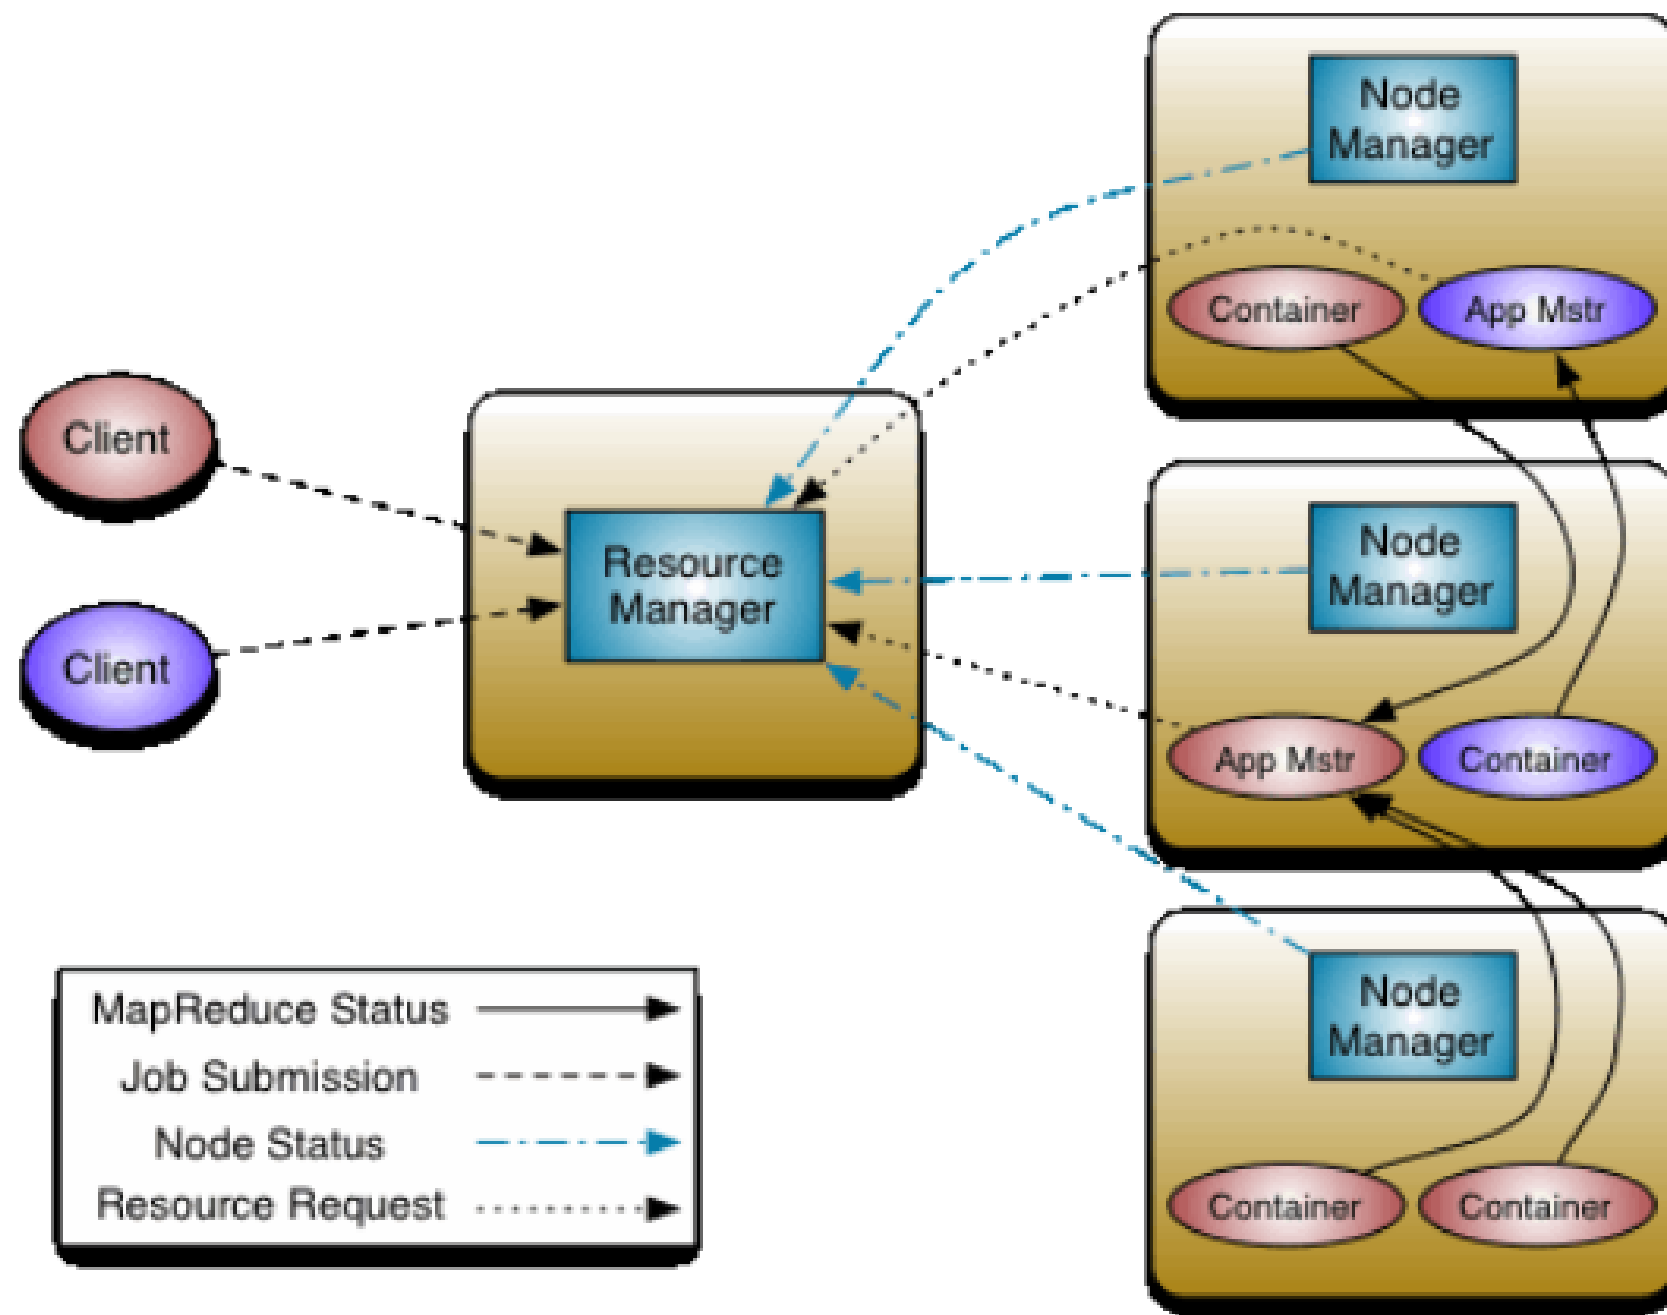 Node
Manager
Container
App Mstr
Client
Client
Resource
Manager
Node
Manager
App Mstr
Container
Node
Manager
Container
Container
MapReduce Status
Job Submission
Node Status
Resource Request